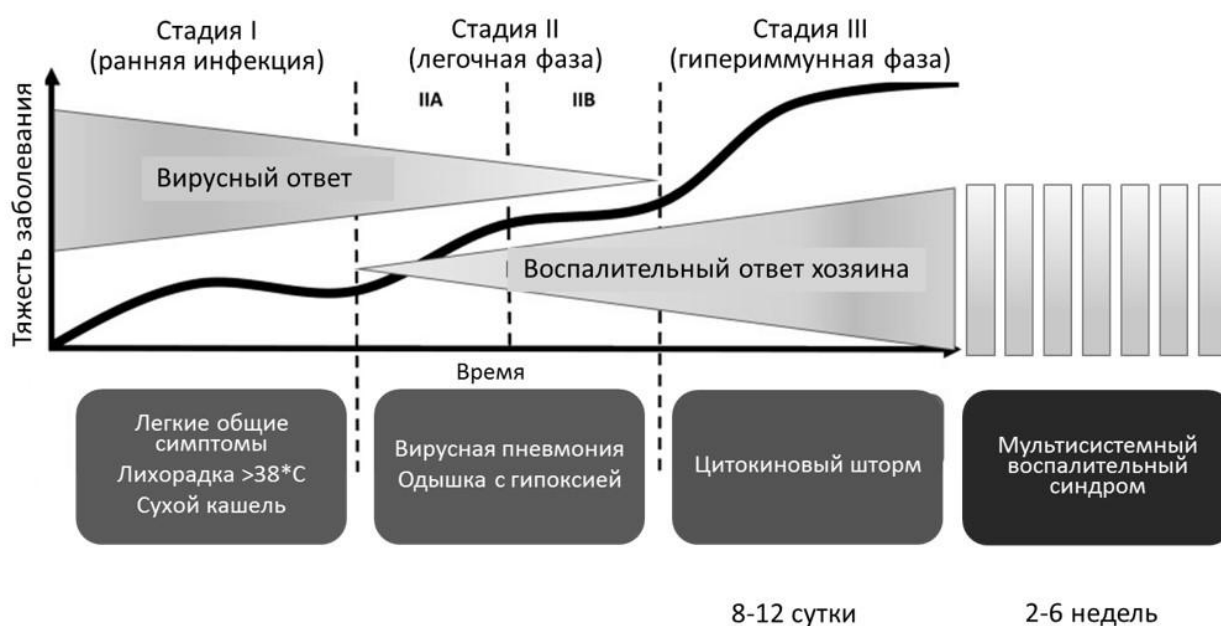 Стадия I
(ранняя инфекция)
Стадия II
(легочная фаза)
Стадия III
(гипериммунная фаза)
IIA
IIB
Тяжесть заболевания
Вирусный ответ
Воспалительный ответ хозяина
Время
Легкие общие
симптомы
Лихорадка >38*С
Сухой кашель
Вирусная пневмония
Одышка с гипоксией
Цитокиновый шторм
Мультисистемный
воспалительный
синдром
8-12 сутки
2-6 недель